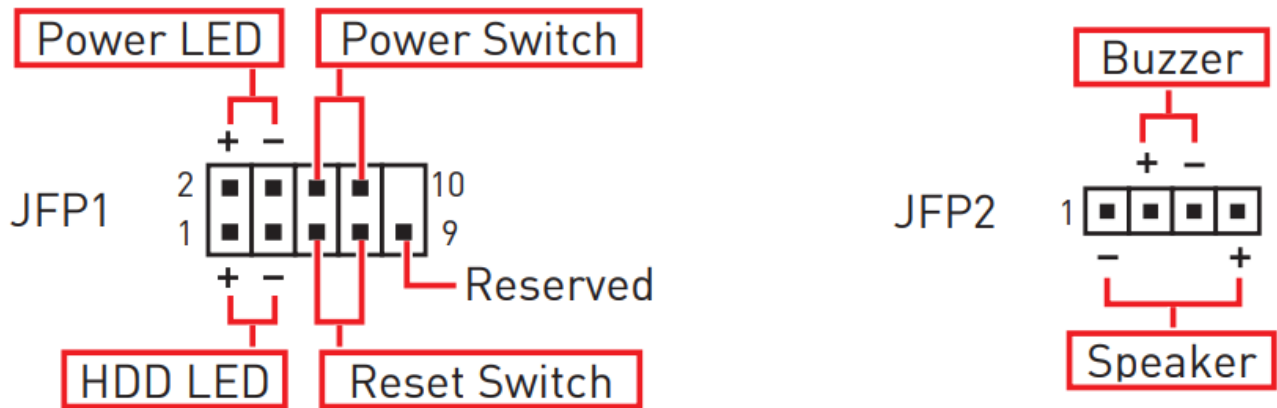 Power LED
Power Switch
+ −
2
10
JFP1
1
9
+ −
Reserved
HDD LED
Reset Switch
Buzzer
+ −
JFP2
1
− +
Speaker